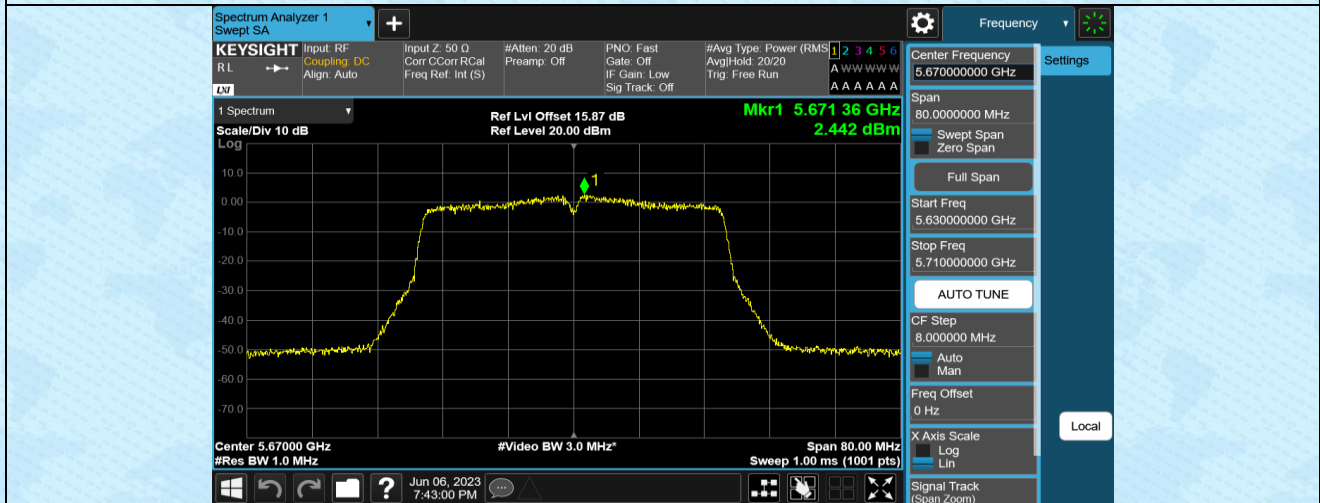 Spectrum Analyzer 1
Swept SA
+
Frequency
KEYSIGHT
RL
LXI
Input: RF
Coupling: DC
Align: Auto
Input Z: 50 Ω
Corr CCorr RCal
Freq Ref: Int (S)
#Atten: 20 dB
Preamp: Off
PNO: Fast
Gate: Off
IF Gain: Low
Sig Track: Off
#Avg Type: Power (RMS
Avg|Hold: 20/20
Trig: Free Run
1 2 3 4 5 6
A W W W W W
A A A A A A
1 Spectrum
Scale/Div 10 dB
Log
Ref Lvl Offset 15.87 dB
Ref Level 20.00 dBm
Mkr1 5.671 36 GHz
2.442 dBm
10.0
0.00
-10.0
-20.0
-30.0
-40.0
-50.0
-60.0
-70.0
1
Center 5.67000 GHz
#Res BW 1.0 MHz
#Video BW 3.0 MHz*
Span 80.00 MHz
Sweep 1.00 ms (1001 pts)
Center Frequency
5.670000000 GHz
Settings
Span
80.0000000 MHz
Swept Span
Zero Span
Full Span
Start Freq
5.630000000 GHz
Stop Freq
5.710000000 GHz
AUTO TUNE
CF Step
8.000000 MHz
Auto
Man
Freq Offset
0 Hz
X Axis Scale
Log
Lin
Local
Signal Track
(Span Zoom)
?
Jun 06, 2023
7:43:00 PM